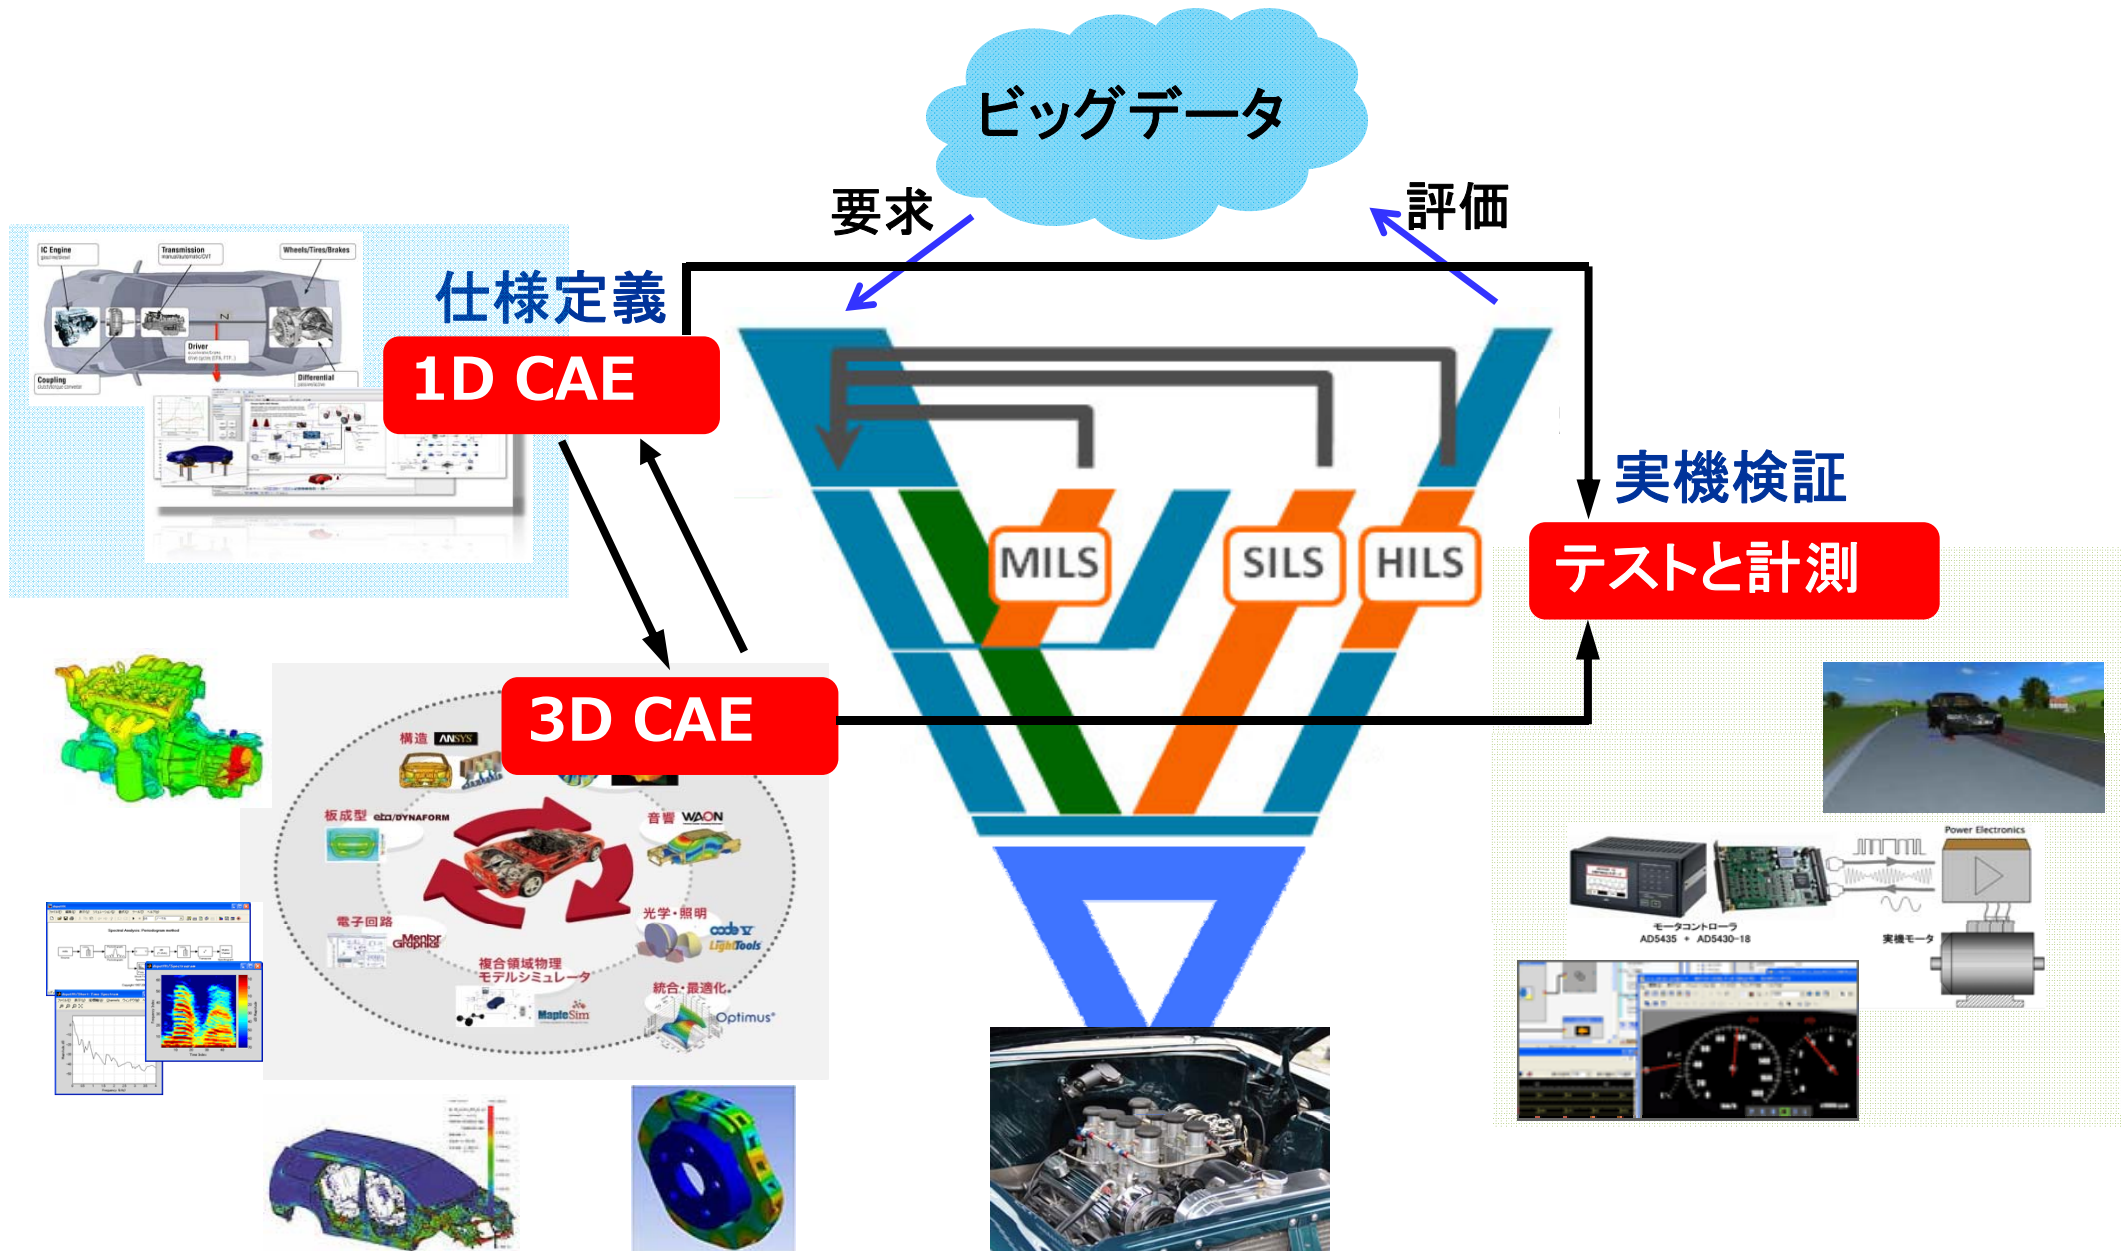 ビッグデータ
要求
評価
IC Engine
Transmission
Wheels/Tires/Brakes
仕様定義
Driver
Coupling
Differential
1D CAE
実機検証
MILS
SILS
HILS
テストと計測
3D CAE
構造 ANSYS
板成型 eta/DYNAFORM
音響 WAON
電子回路
Mentor
Graphics
光学・照明
code V
LightTools
複合領域物理
モデルシミュレータ
MapleSim
統合・最適化
Optimus
Power Electronics
モータコントローラ
AD5435 + AD5430-18
実機モータ